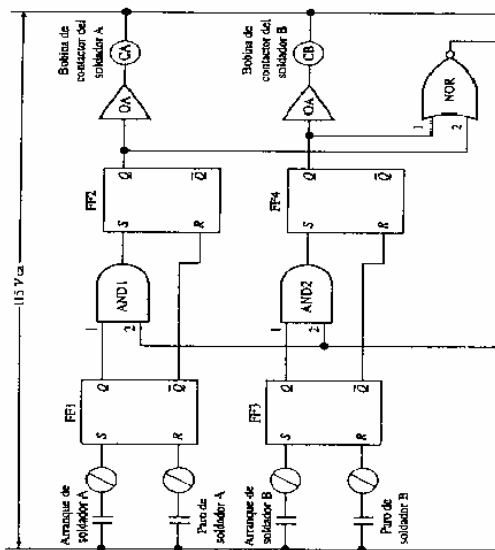 115 V ca
Arranque de
soldador A
Paro de
soldador A
FF1
S
Q
R
Q̅
1
2
AND1
FF2
S
Q
R
Q̅
OA
CA
Bobina de
contactor del
soldador A
Arranque de
soldador B
Paro de
soldador B
FF3
S
Q
R
Q̅
1
2
AND2
FF4
S
Q
R
Q̅
OA
CB
Bobina de
contactor del
soldador B
1
2
NOR